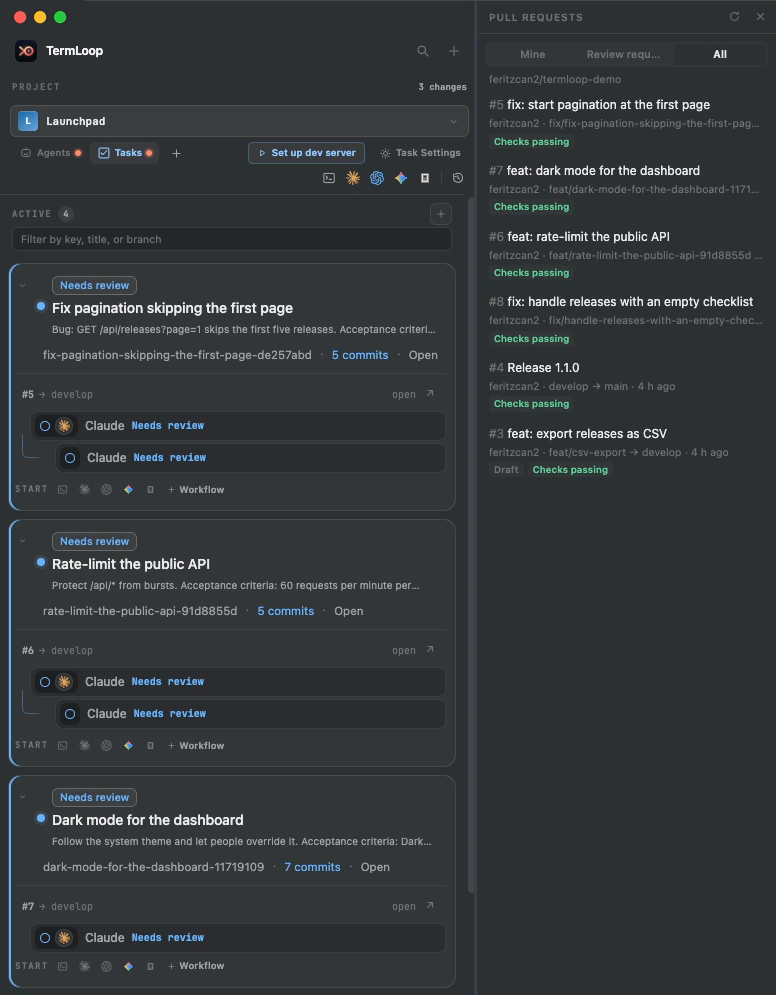 TermLoop
PROJECT
3 changes
L
Launchpad
Agents
Tasks
Set up dev server
Task Settings
ACTIVE 4
Filter by key, title, or branch
Needs review
Fix pagination skipping the first page
Bug: GET /api/releases?page=1 skips the first five releases. Acceptance criteri...
fix-pagination-skipping-the-first-page-de257abd · 5 commits · Open
#5 → develop
open ↗
Claude Needs review
Claude Needs review
START
+ Workflow
Needs review
Rate-limit the public API
Protect /api/* from bursts. Acceptance criteria: 60 requests per minute per...
rate-limit-the-public-api-91d8855d · 5 commits · Open
#6 → develop
open ↗
Claude Needs review
Claude Needs review
START
+ Workflow
Needs review
Dark mode for the dashboard
Follow the system theme and let people override it. Acceptance criteria: Dark...
dark-mode-for-the-dashboard-11719109 · 7 commits · Open
#7 → develop
open ↗
Claude Needs review
START
+ Workflow
PULL REQUESTS
Mine
Review requ...
All
feritzcan2/termloop-demo
#5 fix: start pagination at the first page
feritzcan2 · fix/fix-pagination-skipping-the-first-pag...
Checks passing
#7 feat: dark mode for the dashboard
feritzcan2 · feat/dark-mode-for-the-dashboard-1171...
Checks passing
#6 feat: rate-limit the public API
feritzcan2 · feat/rate-limit-the-public-api-91d8855d ...
Checks passing
#8 fix: handle releases with an empty checklist
feritzcan2 · fix/handle-releases-with-an-empty-chec...
Checks passing
#4 Release 1.1.0
feritzcan2 · develop → main · 4 h ago
Checks passing
#3 feat: export releases as CSV
feritzcan2 · feat/csv-export → develop · 4 h ago
Draft
Checks passing